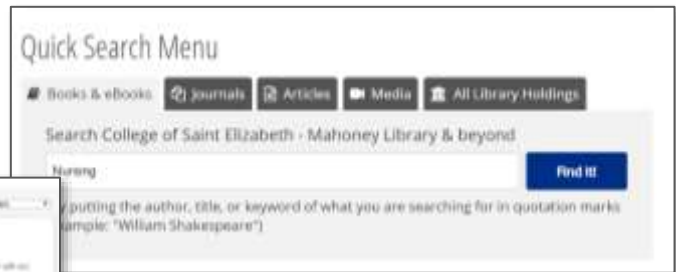 Quick Search Menu
Books & eBooks Journals Articles Media All Library Holdings
Search College of Saint Elizabeth - Mahoney Library & beyond
Nursing Find it!
putting the author, title, or keyword of what you are searching for in quotation marks
"William Shakespeare")